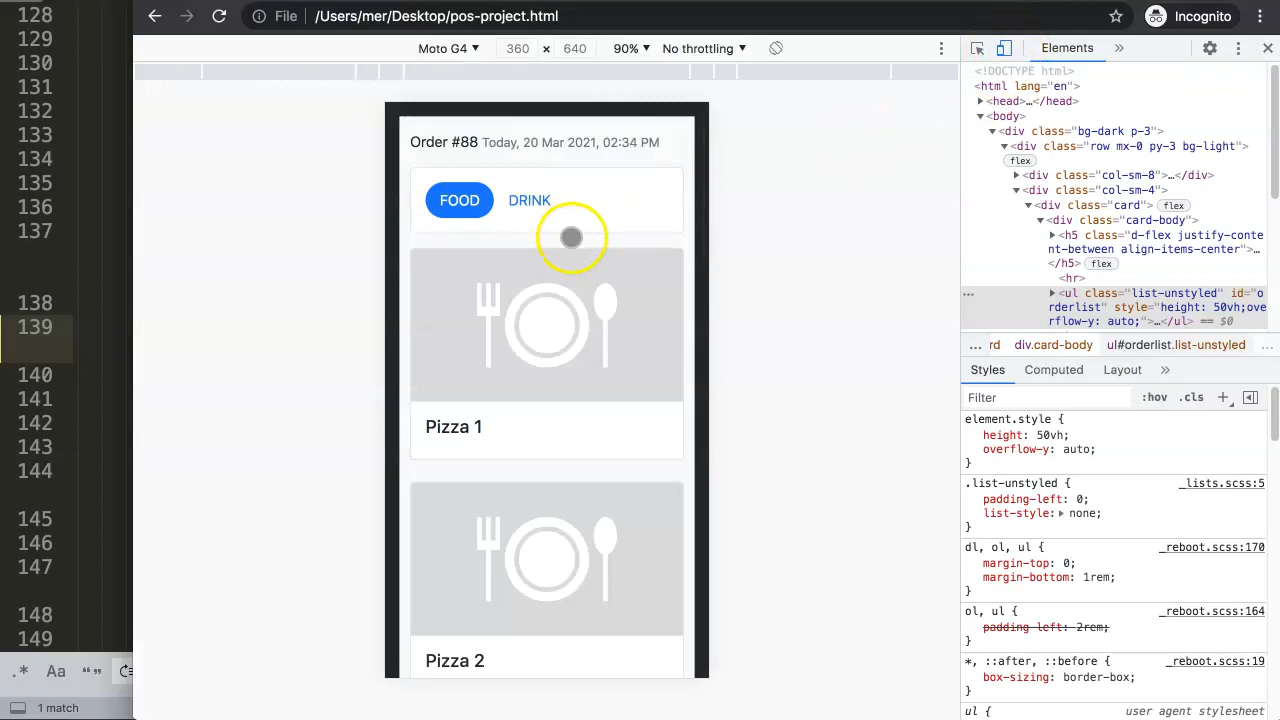 128
129
130
131
132
133
134
135
136
137
138
139
140
141
142
143
144
145
146
147
148
149
.* Aa “”
1 match
File /Users/mer/Desktop/pos-project.html
Incognito
Moto G4 ▼ 360 × 640 90% ▼ No throttling ▼
Order #88 Today, 20 Mar 2021, 02:34 PM
FOOD DRINK
Pizza 1
Pizza 2
Elements »
<!DOCTYPE html>
<html lang="en">
▶<head>…</head>
▼<body>
▼<div class="bg-dark p-3">
▼<div class="row mx-0 py-3 bg-light">
flex
▶<div class="col-sm-8">…</div>
▼<div class="col-sm-4">
▼<div class="card"> flex
▼<div class="card-body">
▶<h5 class="d-flex justify-conte
nt-between align-items-center">…
</h5> flex
<hr>
… ▶<ul class="list-unstyled" id="o
rderlist" style="height: 50vh;ove
rflow-y: auto;">…</ul> == $0
… rd div.card-body ul#orderlist.list-unstyled …
Styles Computed Layout »
Filter :hov .cls +
element.style {
height: 50vh;
overflow-y: auto;
}
.list-unstyled { _lists.scss:5
padding-left: 0;
list-style: ▶ none;
}
dl, ol, ul { _reboot.scss:170
margin-top: 0;
margin-bottom: 1rem;
}
ol, ul { _reboot.scss:164
padding-left: 2rem;
}
*, ::after, ::before { _reboot.scss:19
box-sizing: border-box;
}
ul { user agent stylesheet